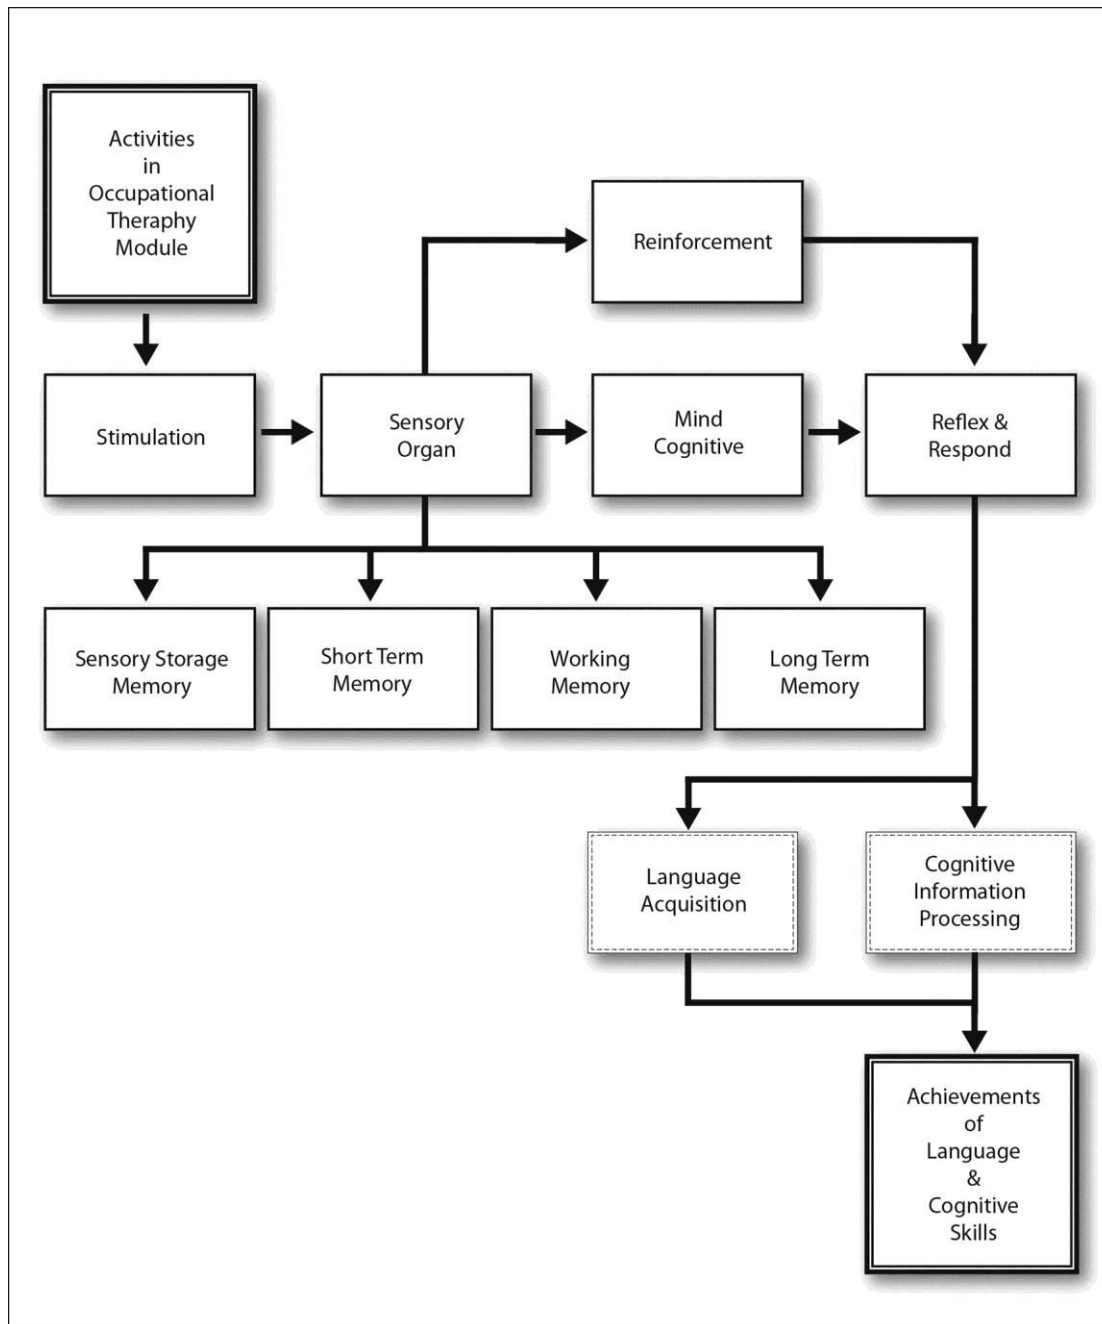 Activities
in
Occupational
Theraphy
Module
Reinforcement
Stimulation
Sensory
Organ
Mind
Cognitive
Reflex &
Respond
Sensory Storage
Memory
Short Term
Memory
Working
Memory
Long Term
Memory
Language
Acquisition
Cognitive
Information
Processing
Achievements
of
Language
&
Cognitive
Skills